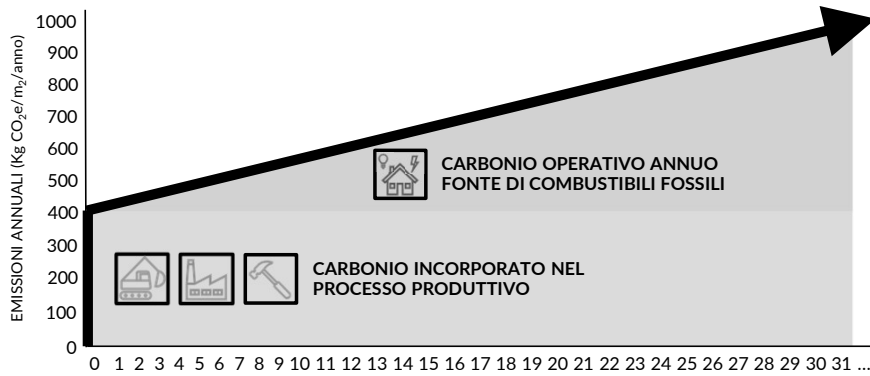 EMISSIONI ANNUALI (Kg CO₂e/m₂/anno)
1000
900
800
700
600
500
400
300
200
100
0
CARBONIO OPERATIVO ANNUO
FONTE DI COMBUSTIBILI FOSSILI
CARBONIO INCORPORATO NEL
PROCESSO PRODUTTIVO
0 1 2 3 4 5 6 7 8 9 10 11 12 13 14 15 16 17 18 19 20 21 22 23 24 25 26 27 28 29 30 31 ...